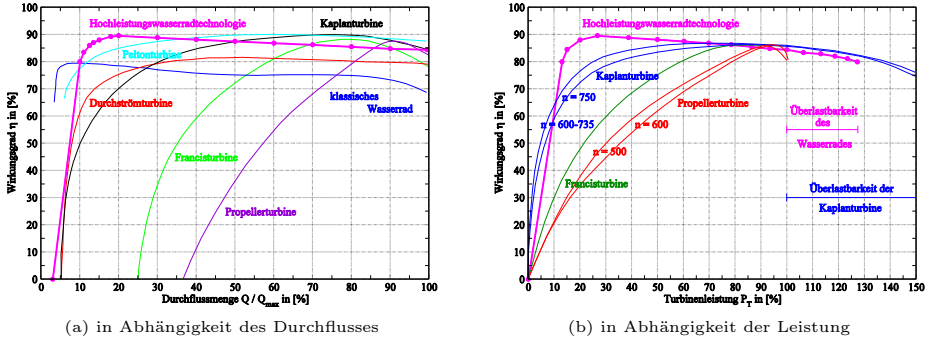 Hochleistungswasserradtechnologie
Kaplanturbine
Peltonturbine
Durchströmturbine
klassisches
Wasserrad
Francisturbine
Propellerturbine
Wirkungsgrad η in [%]
100
90
80
70
60
50
40
30
20
10
0
0 10 20 30 40 50 60 70 80 90 100
Durchflussmenge Q / Qmax in [%]
(a) in Abhängigkeit des Durchflusses
Hochleistungswasserradtechnologie
Kaplanturbine
n = 750
Propellerturbine
Überlastbarkeit
des
Wasserrades
n = 600-735
n = 600
n = 500
Francisturbine
Überlastbarkeit der
Kaplanturbine
Wirkungsgrad η in [%]
100
90
80
70
60
50
40
30
20
10
0
0 10 20 30 40 50 60 70 80 90 100 110 120 130 140 150
Turbinenleistung PT in [%]
(b) in Abhängigkeit der Leistung